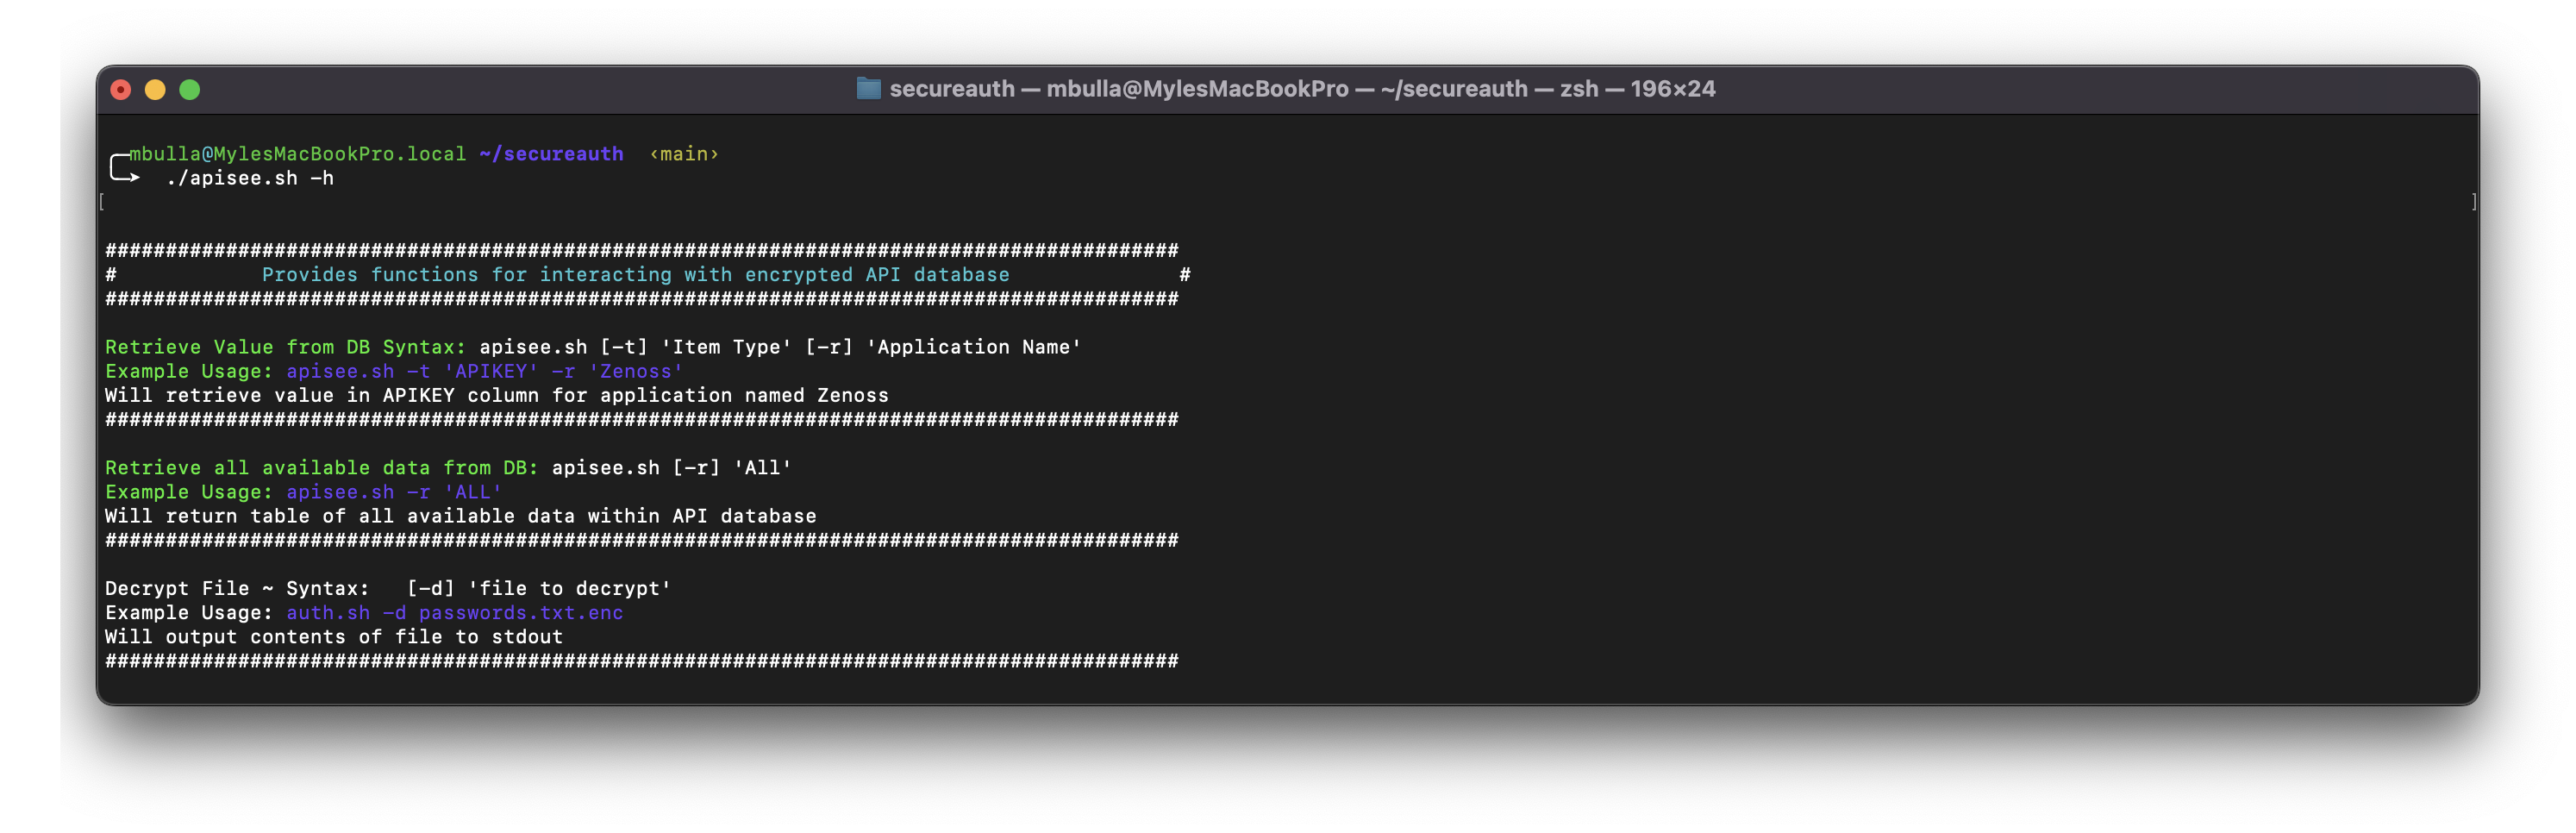 secureauth — mbulla@MylesMacBookPro — ~/secureauth — zsh — 196×24
mbulla@MylesMacBookPro.local ~/secureauth ‹main›
./apisee.sh -h
[ ]
#########################################################################################
# Provides functions for interacting with encrypted API database #
#########################################################################################
Retrieve Value from DB Syntax: apisee.sh [-t] 'Item Type' [-r] 'Application Name'
Example Usage: apisee.sh -t 'APIKEY' -r 'Zenoss'
Will retrieve value in APIKEY column for application named Zenoss
#########################################################################################
Retrieve all available data from DB: apisee.sh [-r] 'All'
Example Usage: apisee.sh -r 'ALL'
Will return table of all available data within API database
#########################################################################################
Decrypt File ~ Syntax: [-d] 'file to decrypt'
Example Usage: auth.sh -d passwords.txt.enc
Will output contents of file to stdout
#########################################################################################